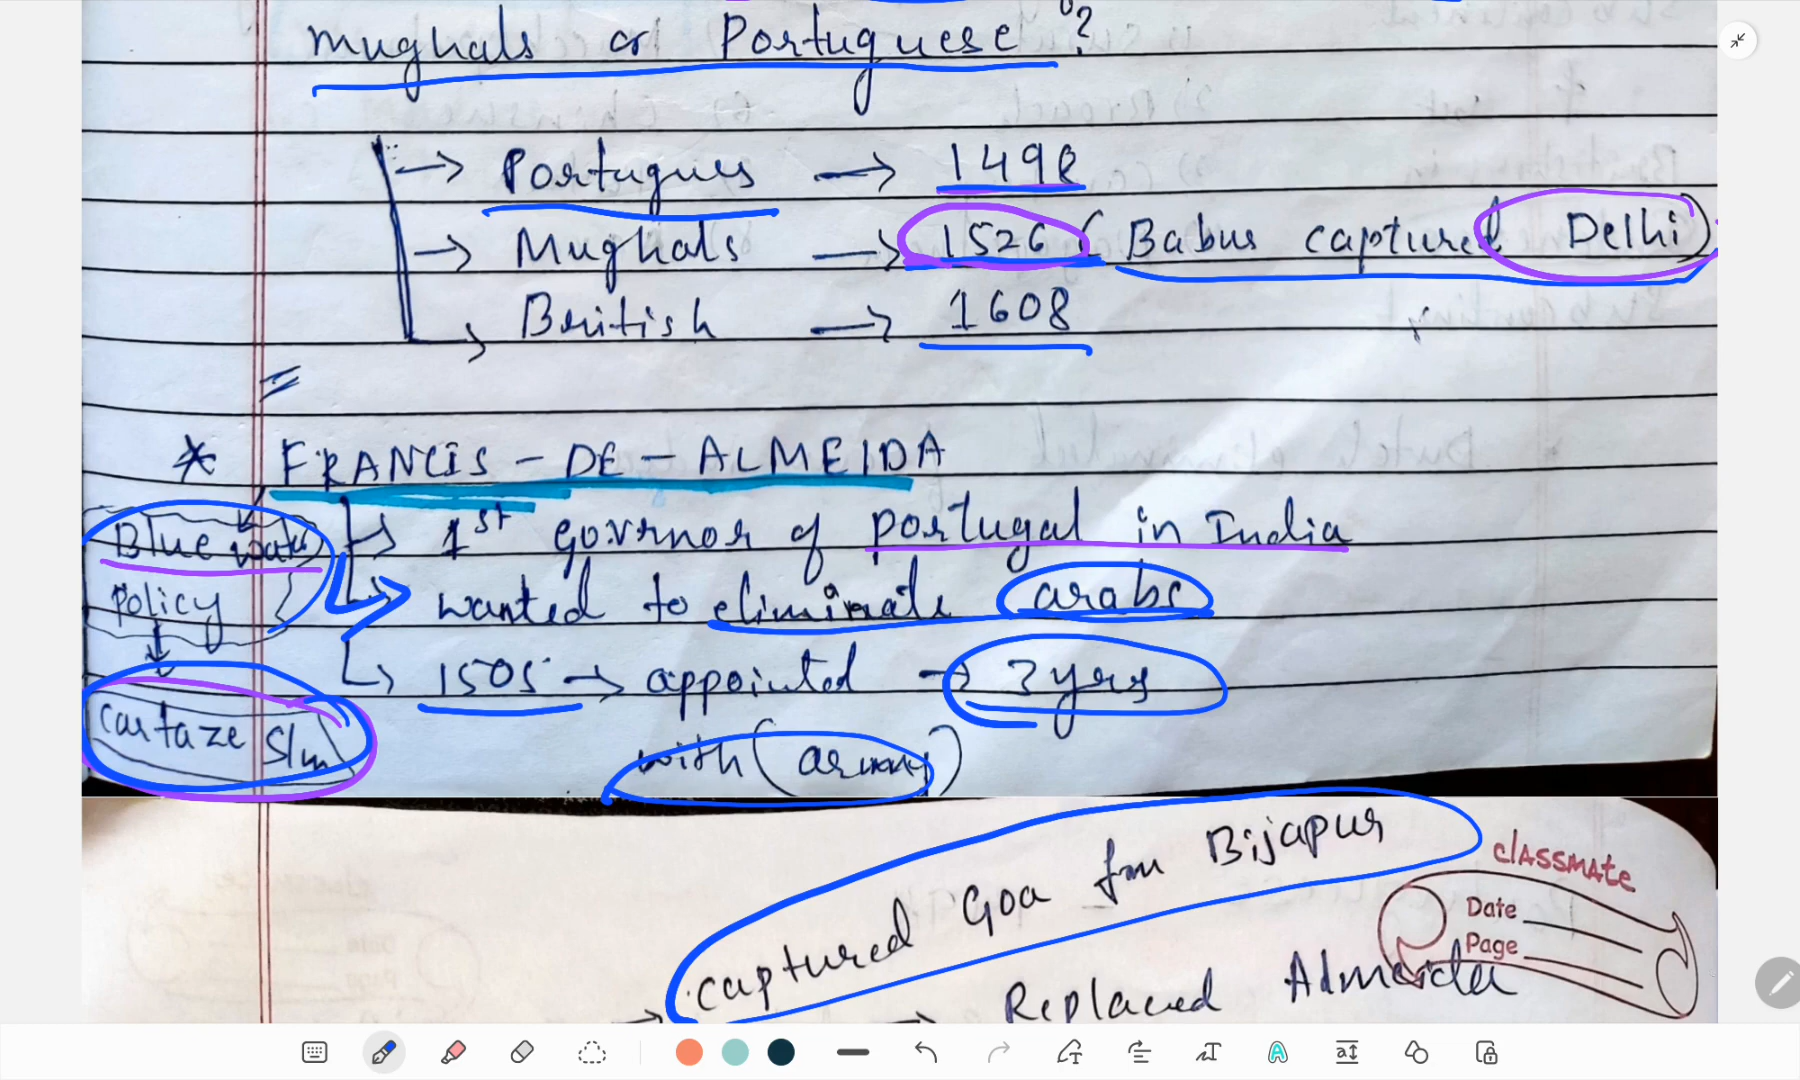 mughals or Portuguese ?
→ Portugues → 1498
→ Mughals → 1526 ( Babur captured Delhi)
→ British → 1608
* FRANCIS - DE - ALMEIDA
Blue water policy
↓
cartaze s/m
→ 1st governor of portugal in India
→ wanted to eliminate arabs
→ 1505 → appointed → 3 yrs
with (army)
captured Goa from Bijapur
classmate
Date
Page
→ Replaced Almeida